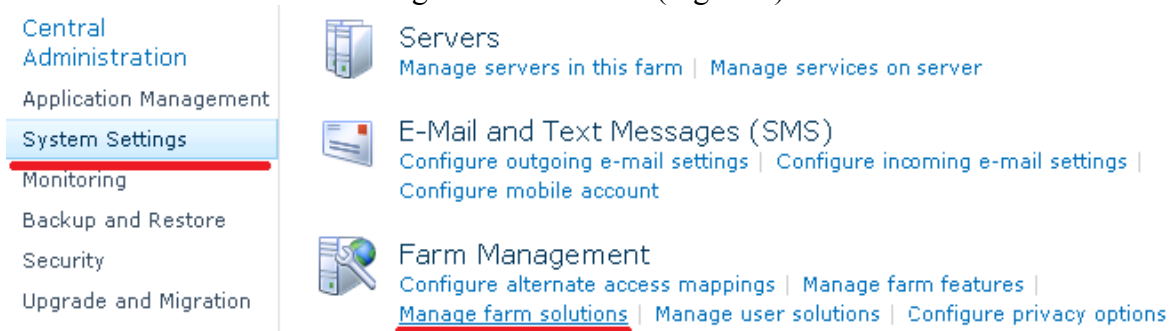 Central
Administration
Application Management
System Settings
Monitoring
Backup and Restore
Security
Upgrade and Migration
Servers
Manage servers in this farm | Manage services on server
E-Mail and Text Messages (SMS)
Configure outgoing e-mail settings | Configure incoming e-mail settings |
Configure mobile account
Farm Management
Configure alternate access mappings | Manage farm features |
Manage farm solutions | Manage user solutions | Configure privacy options